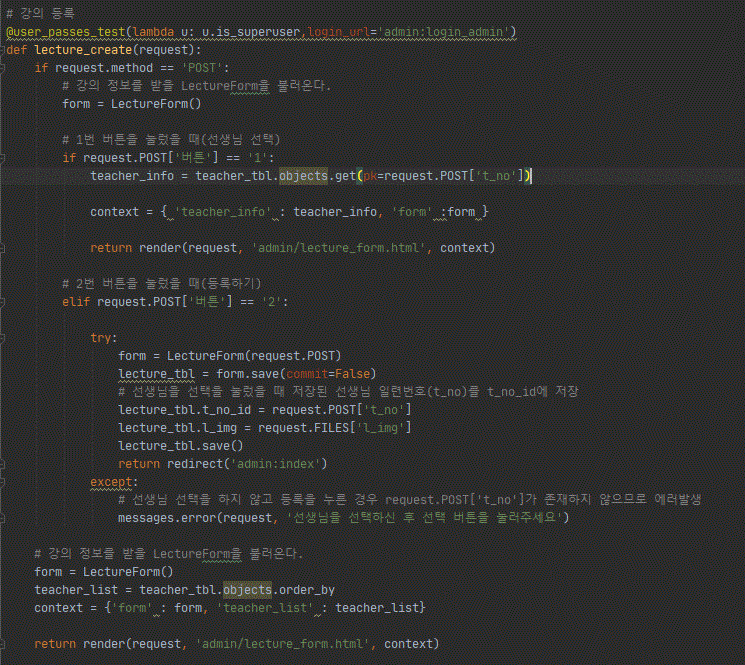 # 강의 등록
@user_passes_test(lambda u: u.is_superuser,login_url='admin:login_admin')
def lecture_create(request):
    if request.method == 'POST':
        # 강의 정보를 받을 LectureForm을 불러온다.
        form = LectureForm()
        # 1번 버튼을 눌렀을 때(선생님 선택)
        if request.POST['버튼'] == '1':
            teacher_info = teacher_tbl.objects.get(pk=request.POST['t_no'])
            context = { 'teacher_info' : teacher_info, 'form' :form }
            return render(request, 'admin/lecture_form.html', context)
        # 2번 버튼을 눌렀을 때(등록하기)
        elif request.POST['버튼'] == '2':
            try:
                form = LectureForm(request.POST)
                lecture_tbl = form.save(commit=False)
                # 선생님을 선택을 눌렀을 때 저장된 선생님 일련번호(t_no)를 t_no_id에 저장
                lecture_tbl.t_no_id = request.POST['t_no']
                lecture_tbl.l_img = request.FILES['l_img']
                lecture_tbl.save()
                return redirect('admin:index')
            except:
                # 선생님 선택을 하지 않고 등록을 누른 경우 request.POST['t_no']가 존재하지 않으므로 에러발생
                messages.error(request, '선생님을 선택하신 후 선택 버튼을 눌러주세요')
    # 강의 정보를 받을 LectureForm을 불러온다.
    form = LectureForm()
    teacher_list = teacher_tbl.objects.order_by
    context = {'form' : form, 'teacher_list' : teacher_list}
    return render(request, 'admin/lecture_form.html', context)